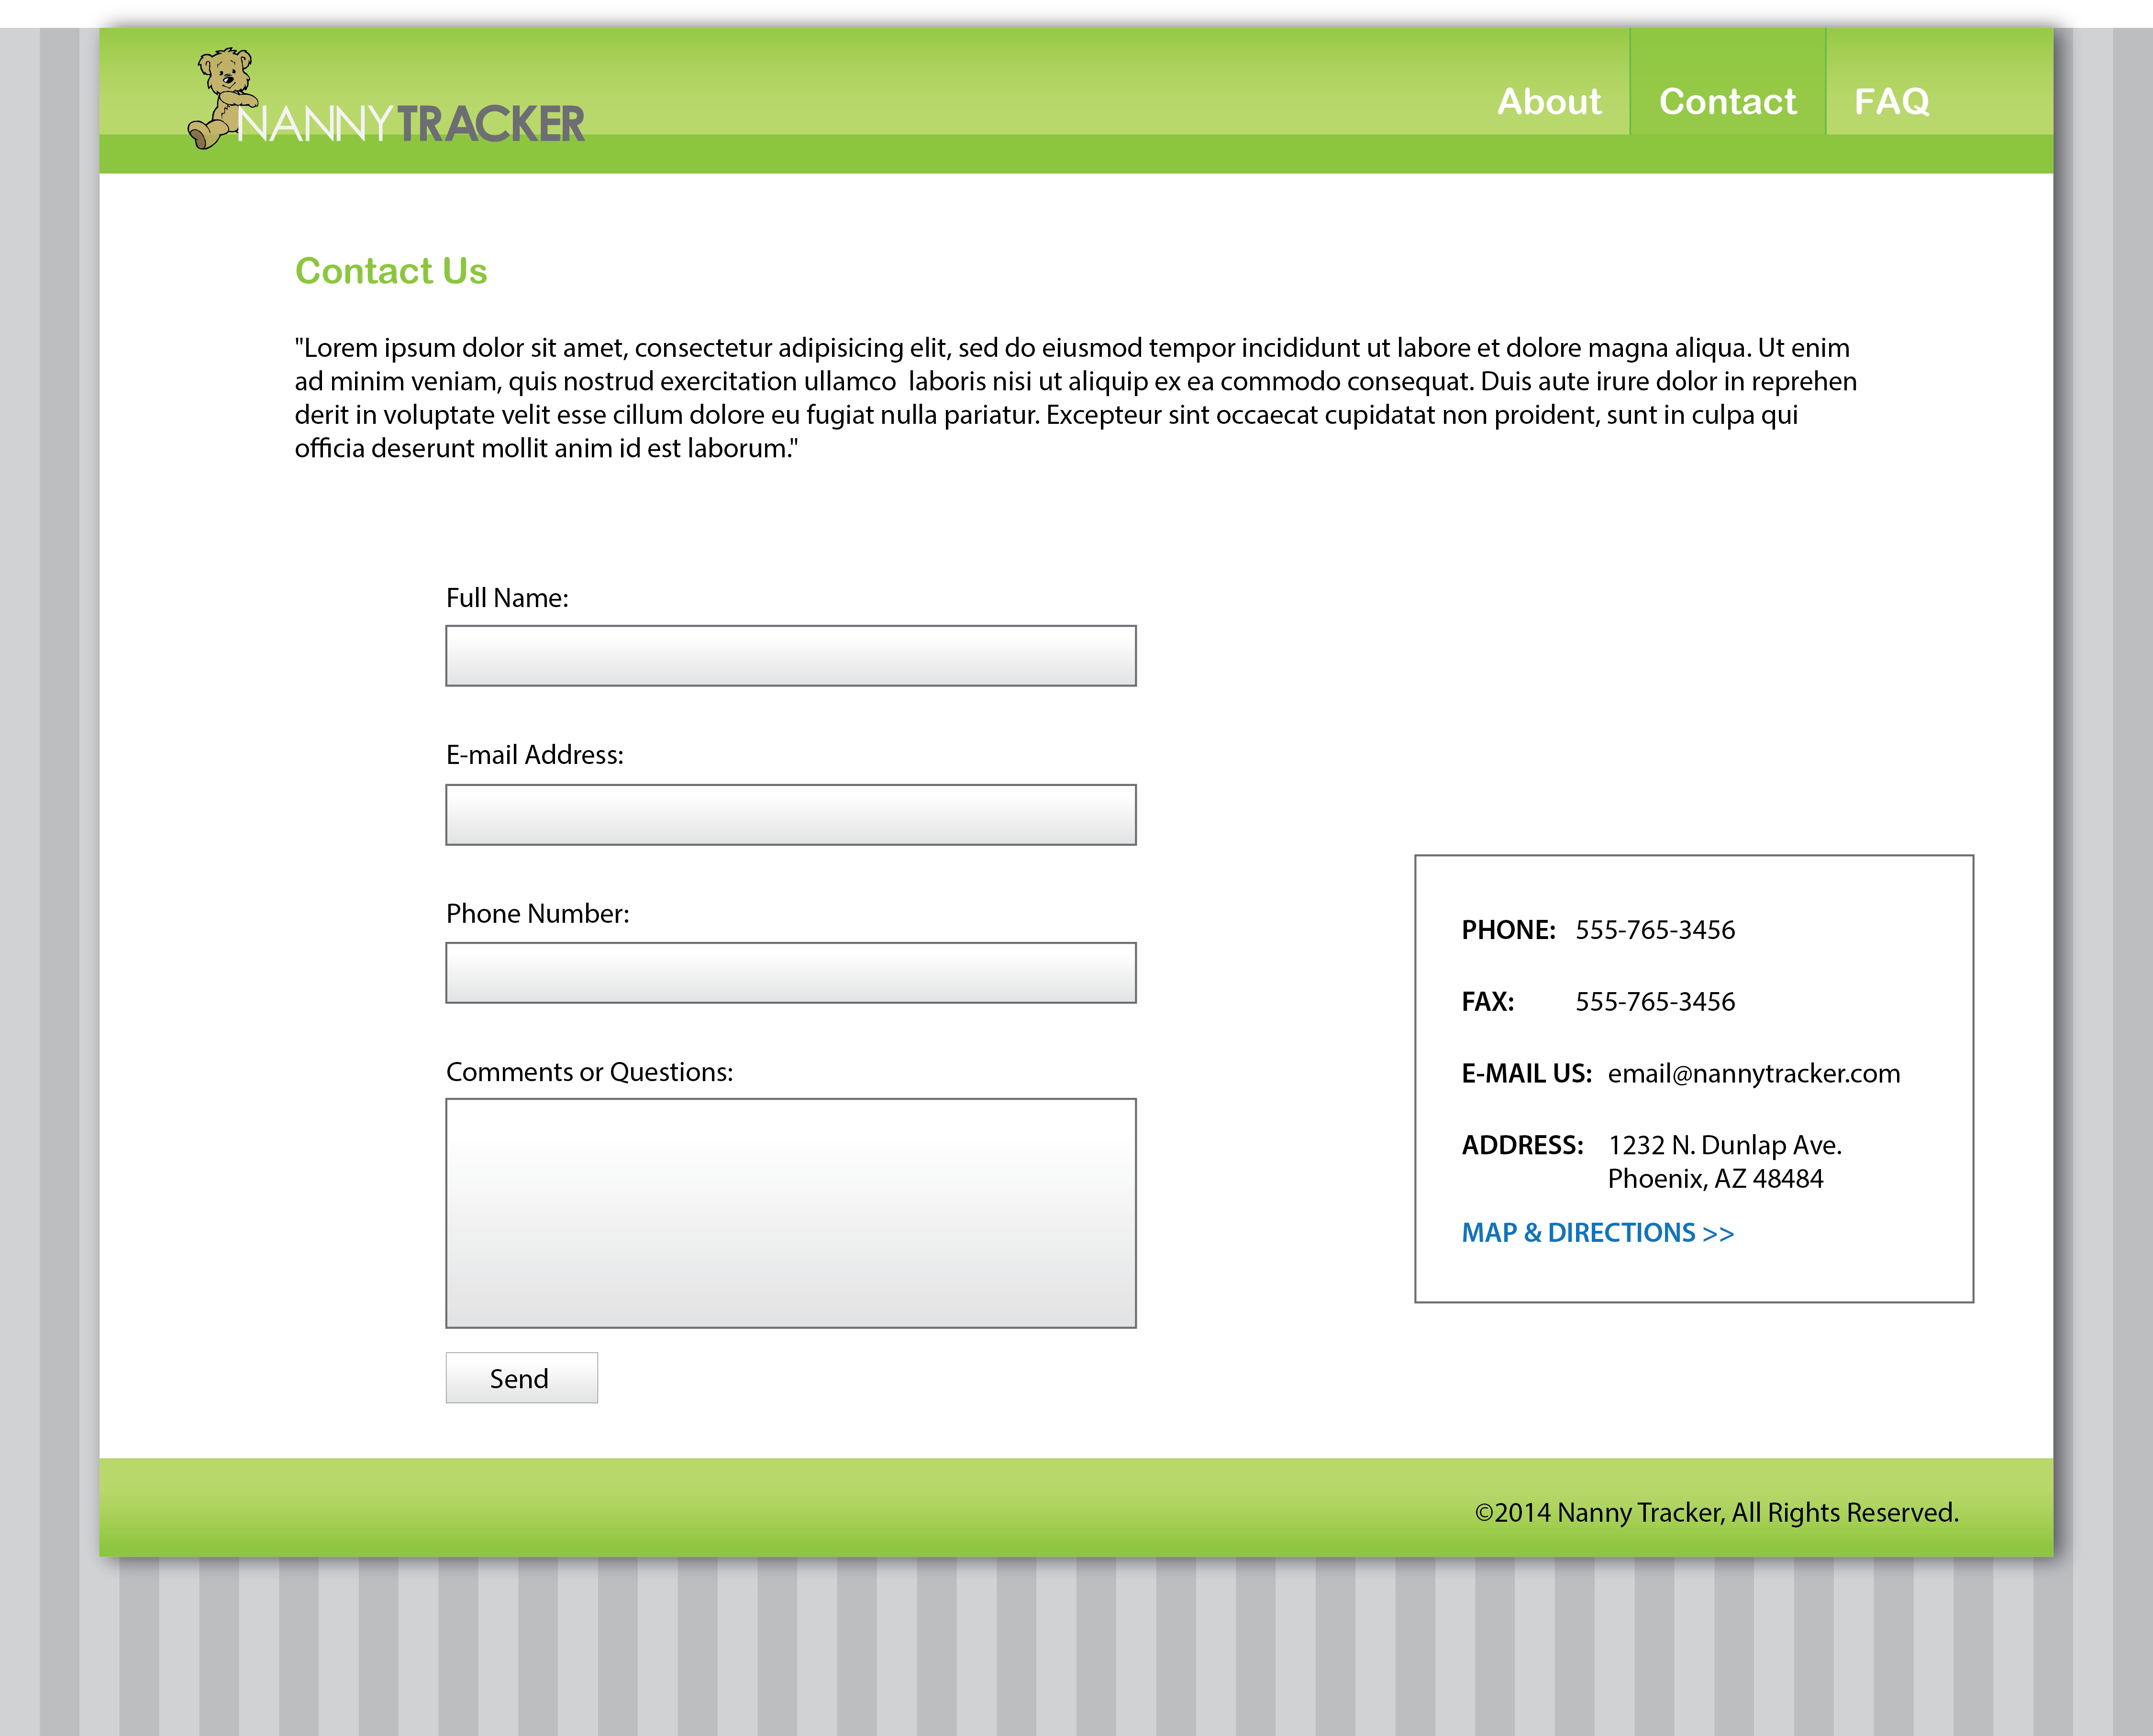 NANNYTRACKER
About Contact FAQ
Contact Us
"Lorem ipsum dolor sit amet, consectetur adipisicing elit, sed do eiusmod tempor incididunt ut labore et dolore magna aliqua. Ut enim
ad minim veniam, quis nostrud exercitation ullamco  laboris nisi ut aliquip ex ea commodo consequat. Duis aute irure dolor in reprehen
derit in voluptate velit esse cillum dolore eu fugiat nulla pariatur. Excepteur sint occaecat cupidatat non proident, sunt in culpa qui
officia deserunt mollit anim id est laborum."
Full Name:
E-mail Address:
Phone Number:
Comments or Questions:
Send
PHONE: 555-765-3456
FAX: 555-765-3456
E-MAIL US: email@nannytracker.com
ADDRESS: 1232 N. Dunlap Ave.
Phoenix, AZ 48484
MAP & DIRECTIONS >>
©2014 Nanny Tracker, All Rights Reserved.